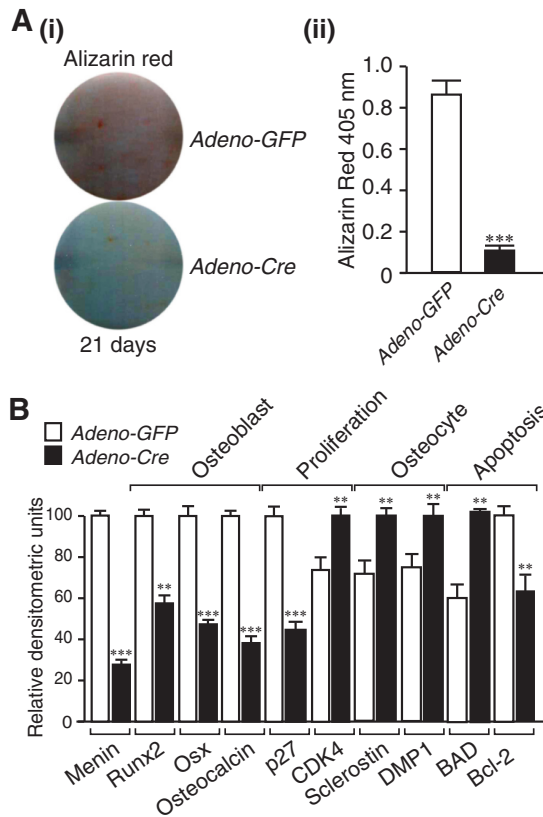 A (i)
Alizarin red
Adeno-GFP
Adeno-Cre
21 days
(ii)
Alizarin Red 405 nm
1.0
0.8
0.6
0.4
0.2
0
***
Adeno-GFP
Adeno-Cre
B
Adeno-GFP
Adeno-Cre
Osteoblast
Proliferation
Osteocyte
Apoptosis
Relative densitometric units
100
80
60
40
20
0
***
**
***
***
***
**
**
**
**
**
Menin
Runx2
Osx
Osteocalcin
p27
CDK4
Sclerostin
DMP1
BAD
Bcl-2